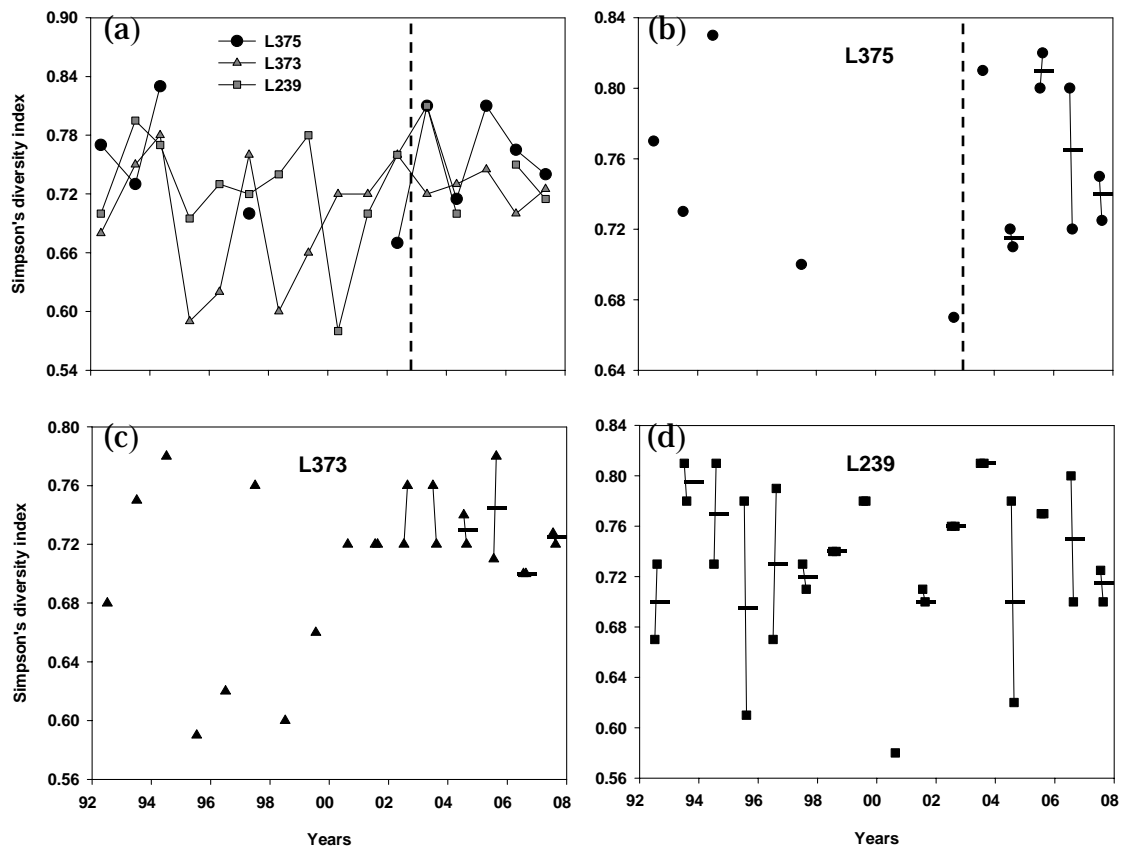 (a)
L375
L373
L239
Simpson's diversity index
0.90
0.84
0.78
0.72
0.66
0.60
0.54
(b)
L375
0.84
0.80
0.76
0.72
0.68
0.64
(c)
L373
Simpson's diversity index
0.80
0.76
0.72
0.68
0.64
0.60
0.56
92 94 96 98 00 02 04 06 08
Years
(d)
L239
0.84
0.80
0.76
0.72
0.68
0.64
0.60
0.56
92 94 96 98 00 02 04 06 08
Years